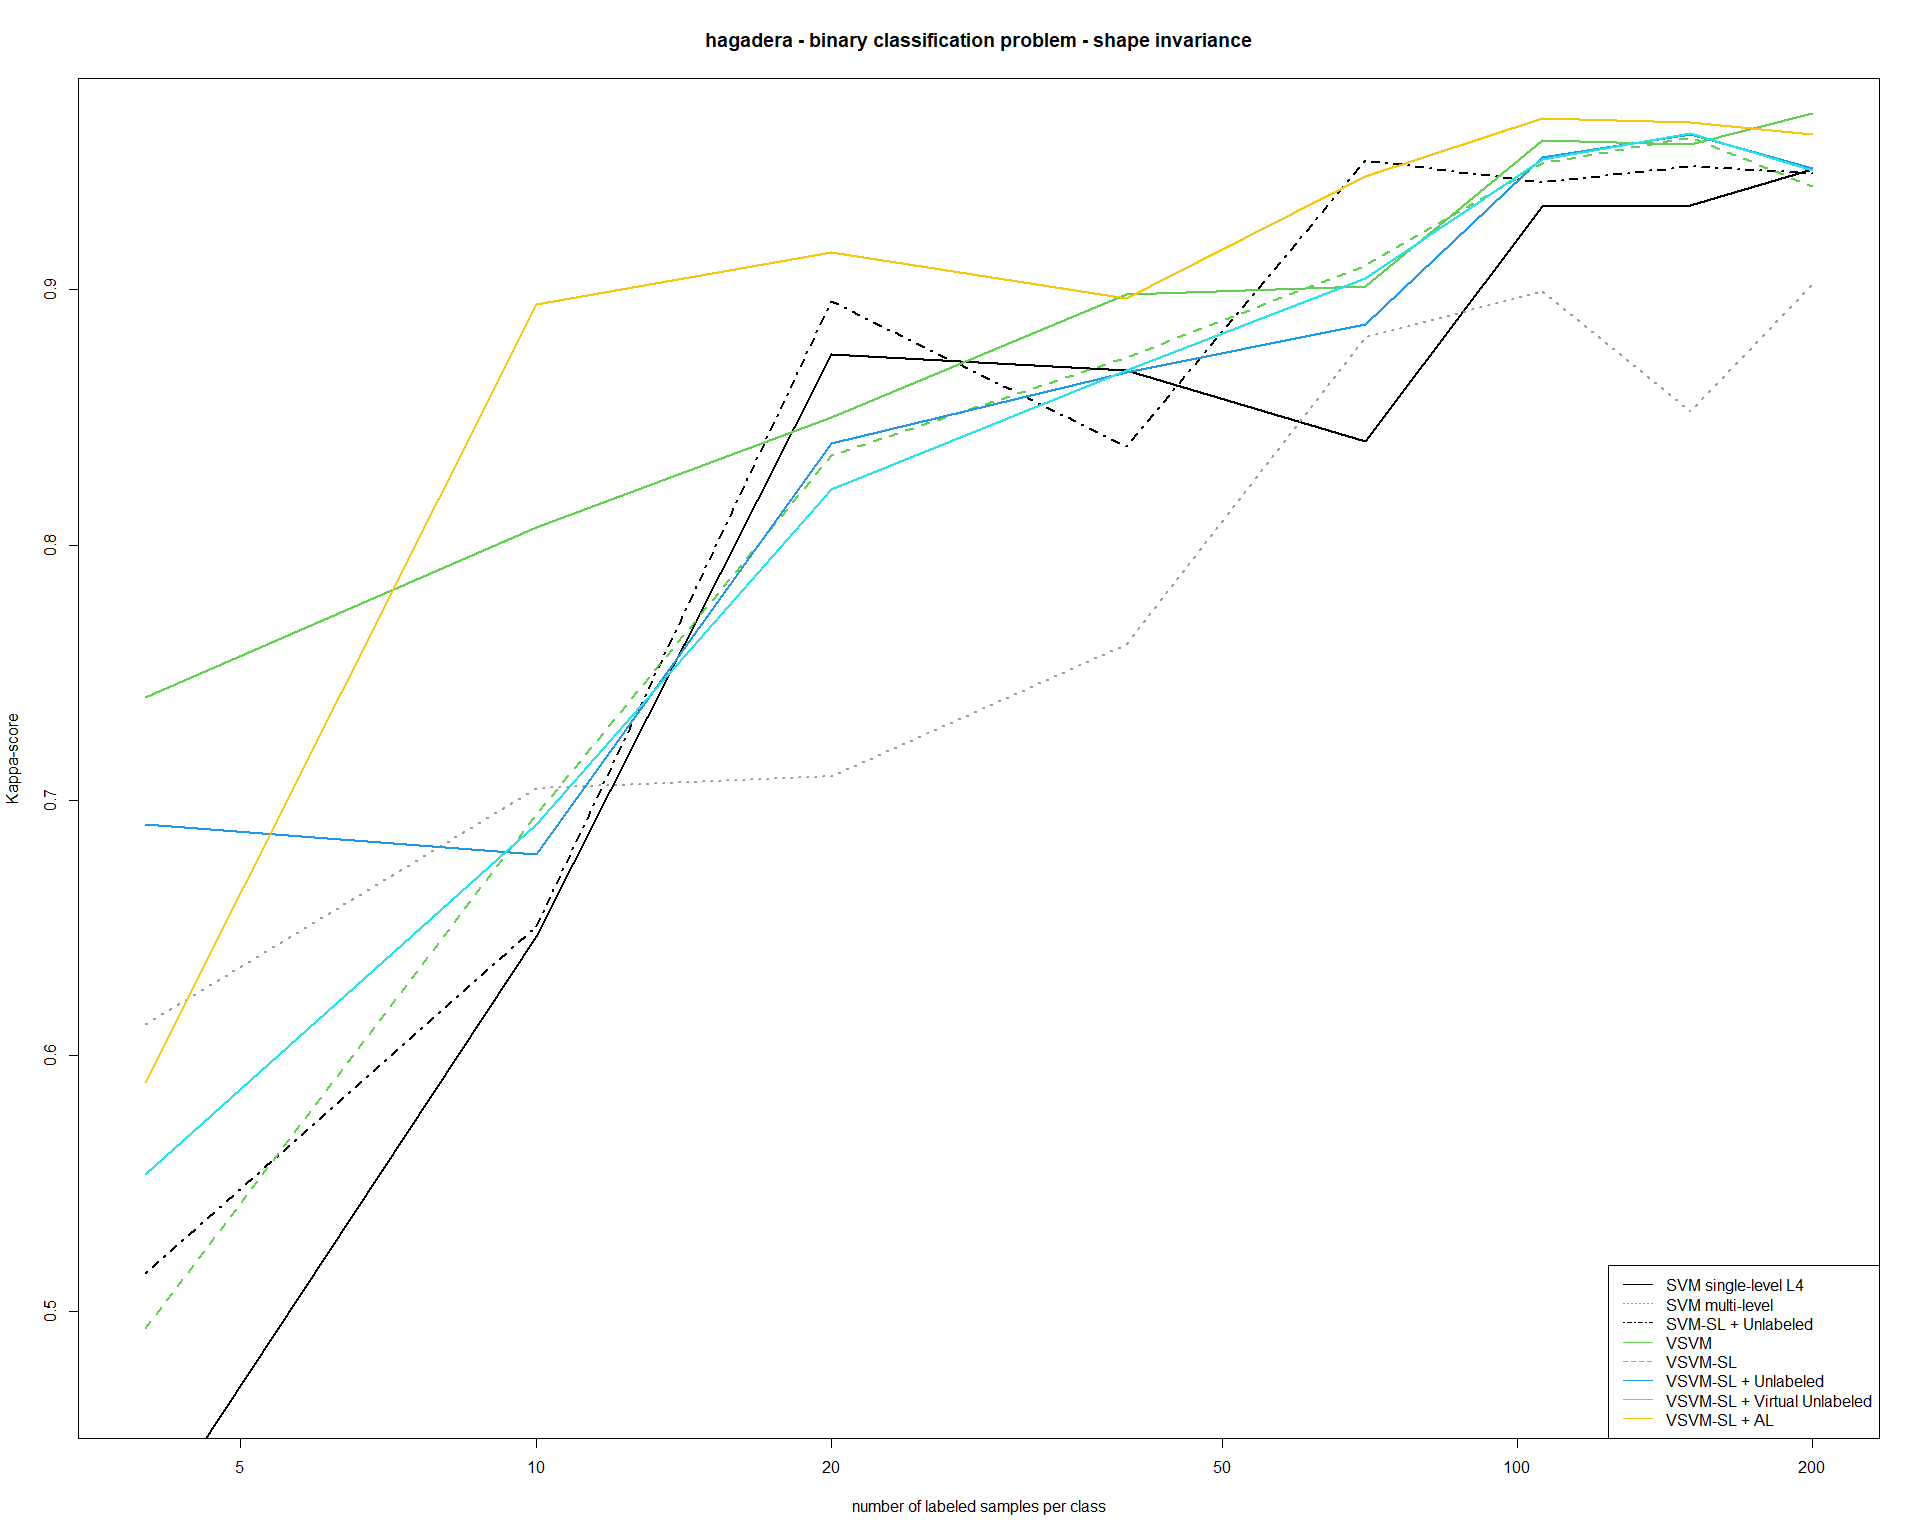 hagadera - binary classification problem - shape invariance
Kappa-score
0.9
0.8
0.7
0.6
0.5
SVM single-level L4
SVM multi-level
SVM-SL + Unlabeled
VSVM
VSVM-SL
VSVM-SL + Unlabeled
VSVM-SL + Virtual Unlabeled
VSVM-SL + AL
5 10 20 50 100 200
number of labeled samples per class